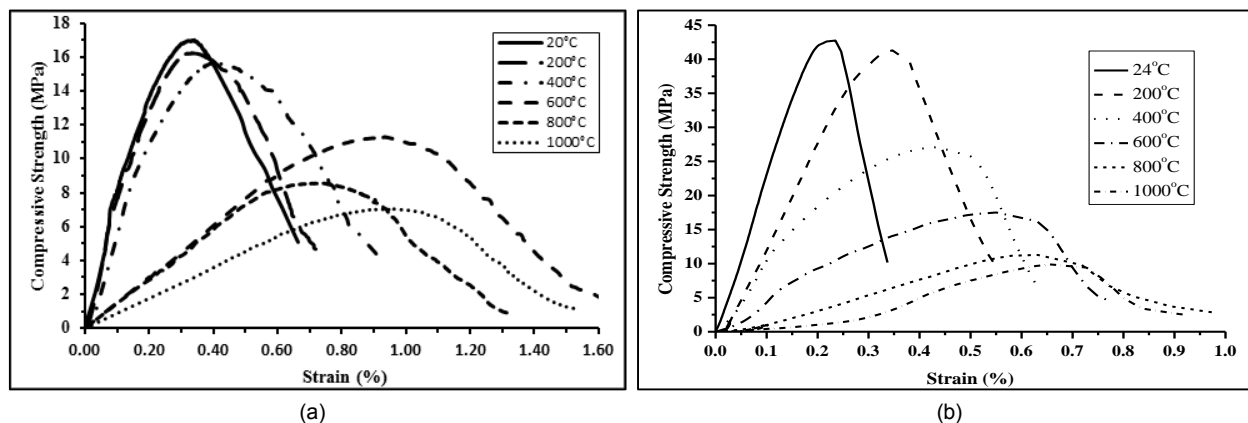 Compressive Strength (MPa)
18
16
14
12
10
8
6
4
2
0
0.00 0.20 0.40 0.60 0.80 1.00 1.20 1.40 1.60
Strain (%)
20°C
200°C
400°C
600°C
800°C
1000°C
(a)
Compressive Strength (MPa)
45
40
35
30
25
20
15
10
5
0
0.0 0.1 0.2 0.3 0.4 0.5 0.6 0.7 0.8 0.9 1.0
Strain (%)
24°C
200°C
400°C
600°C
800°C
1000°C
(b)